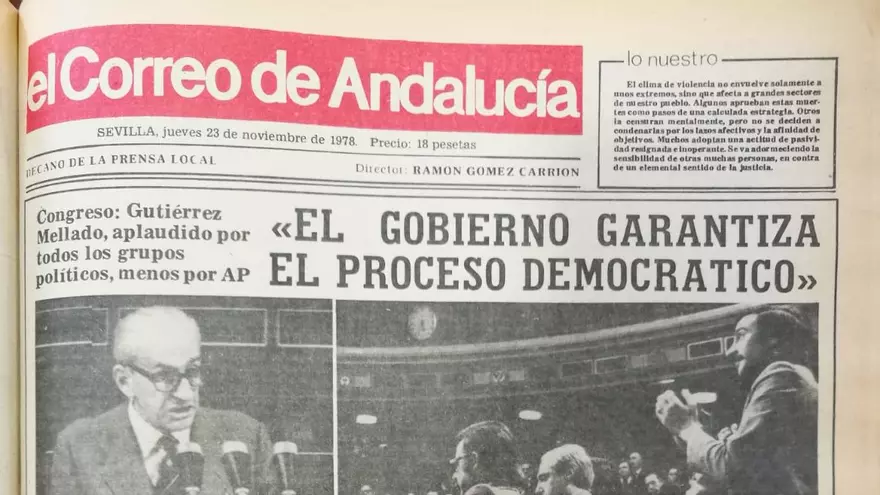 el Correo de Andalucía
SEVILLA, jueves 23 de noviembre de 1978. Precio: 18 pesetas
DECANO DE LA PRENSA LOCAL
Director: RAMON GOMEZ CARRION
lo nuestro
El clima de violencia no envuelve solamente a
unos extremos, sino que afecta a grandes sectores
de nuestro pueblo. Algunos aprueban estas muer-
tes como pasos de una calculada estrategia. Otros
la censuran mentalmente, pero no se deciden a
condenarlas por los lazos afectivos y la afinidad de
objetivos. Muchos adoptan una actitud de pasivi-
dad resignada e inoperante. Se va adormeciendo la
sensibilidad de otras muchas personas, en contra
de un elemental sentido de la justicia.
Congreso: Gutiérrez
Mellado, aplaudido por
todos los grupos
políticos, menos por AP
«EL GOBIERNO GARANTIZA
EL PROCESO DEMOCRATICO»